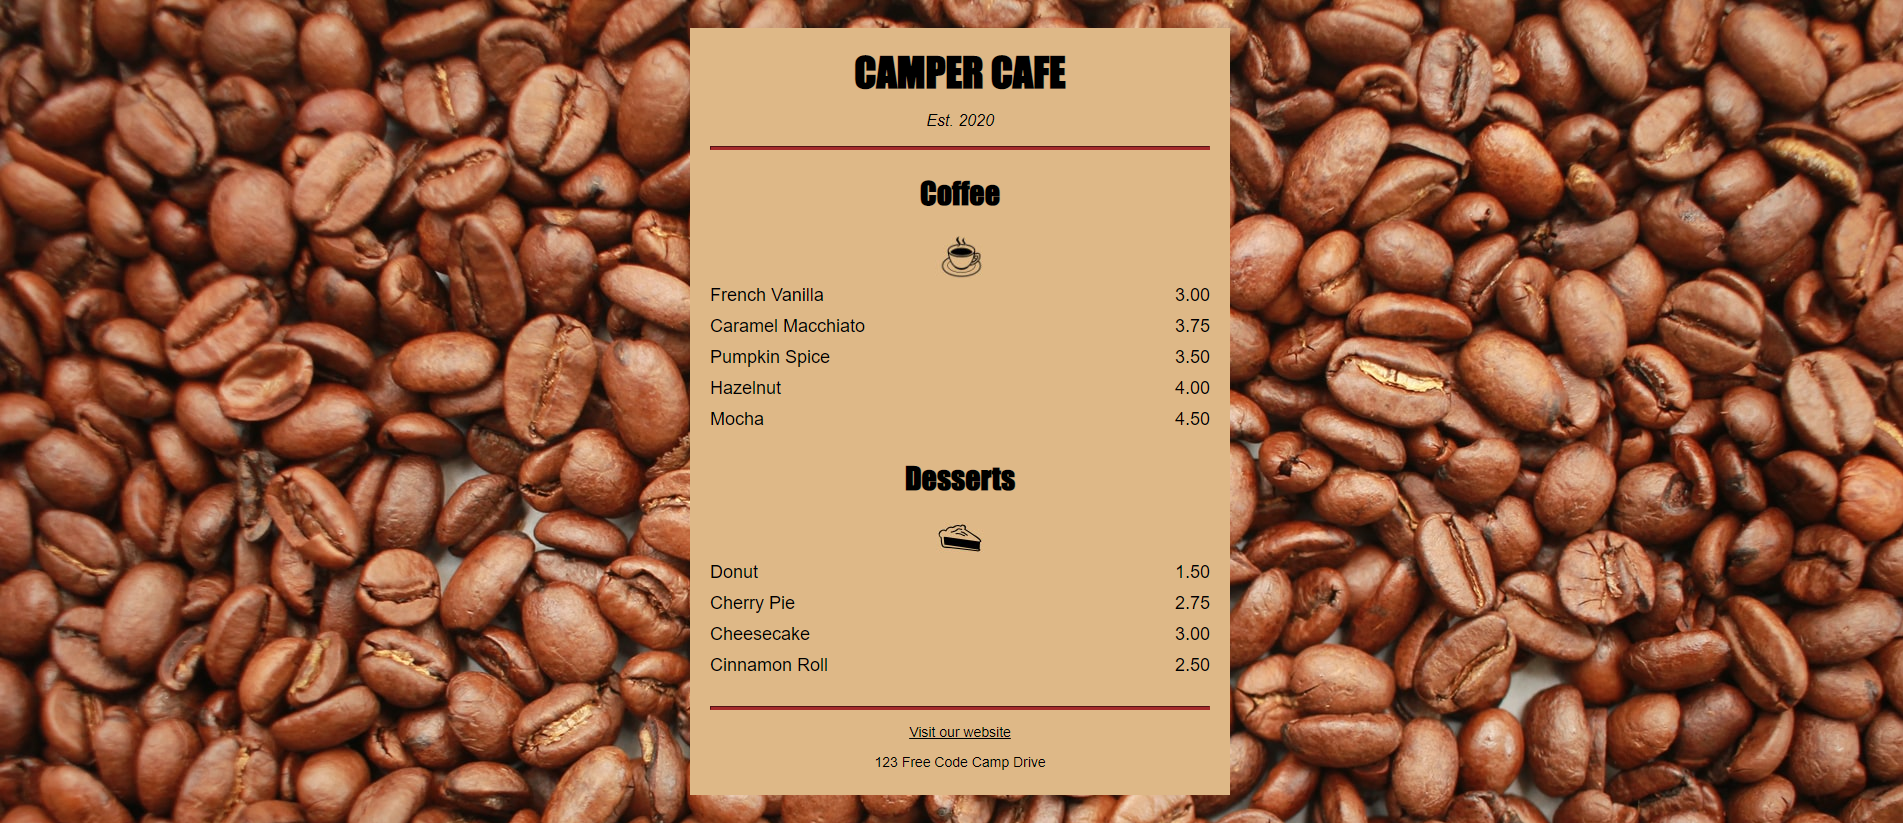 CAMPER CAFE
Est. 2020
Coffee
French Vanilla 3.00
Caramel Macchiato 3.75
Pumpkin Spice 3.50
Hazelnut 4.00
Mocha 4.50
Desserts
Donut 1.50
Cherry Pie 2.75
Cheesecake 3.00
Cinnamon Roll 2.50
Visit our website
123 Free Code Camp Drive